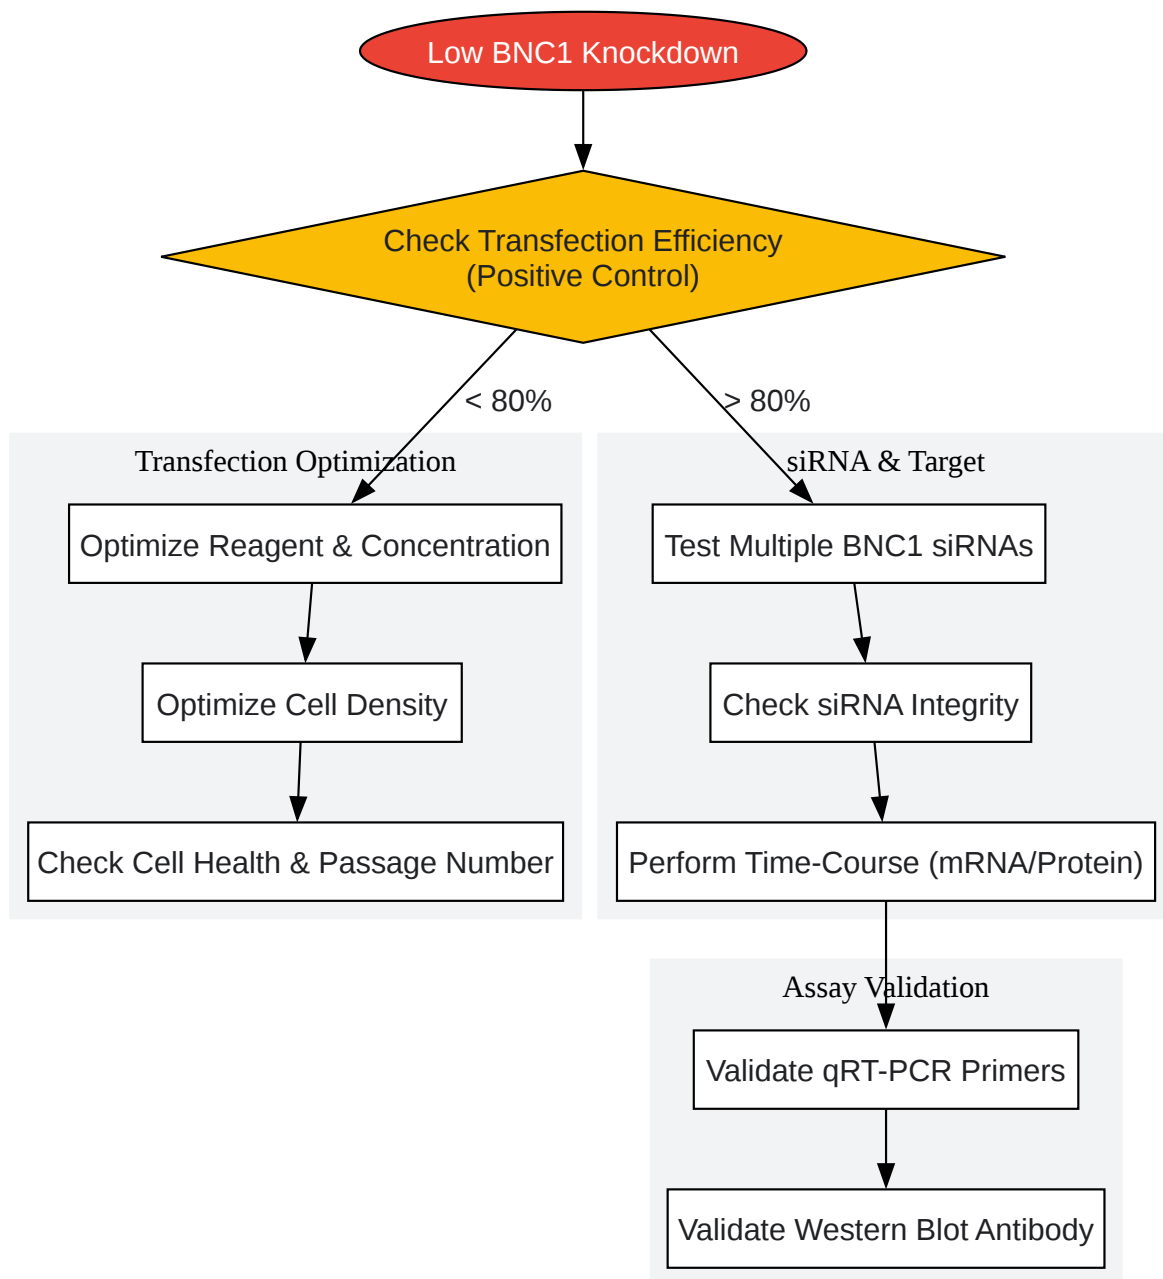 Low BNC1 Knockdown
Check Transfection Efficiency
(Positive Control)
< 80%
> 80%
Transfection Optimization
Optimize Reagent & Concentration
Optimize Cell Density
Check Cell Health & Passage Number
siRNA & Target
Test Multiple BNC1 siRNAs
Check siRNA Integrity
Perform Time-Course (mRNA/Protein)
Assay Validation
Validate qRT-PCR Primers
Validate Western Blot Antibody